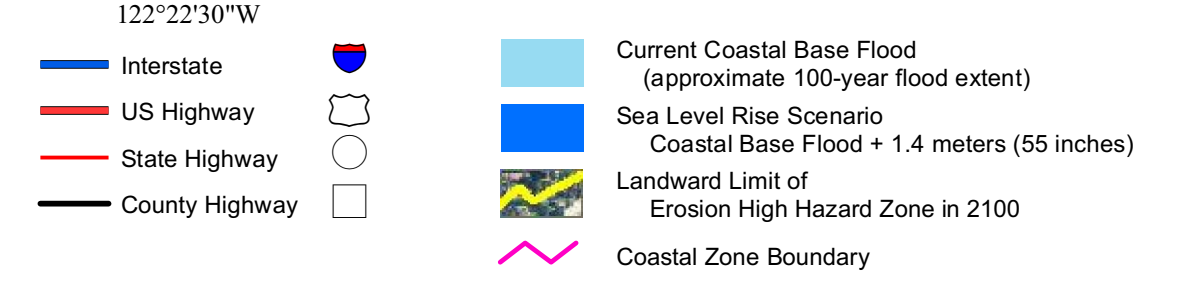 122°22'30"W
Interstate
US Highway
State Highway
County Highway
Current Coastal Base Flood
(approximate 100-year flood extent)
Sea Level Rise Scenario
Coastal Base Flood + 1.4 meters (55 inches)
Landward Limit of
Erosion High Hazard Zone in 2100
Coastal Zone Boundary